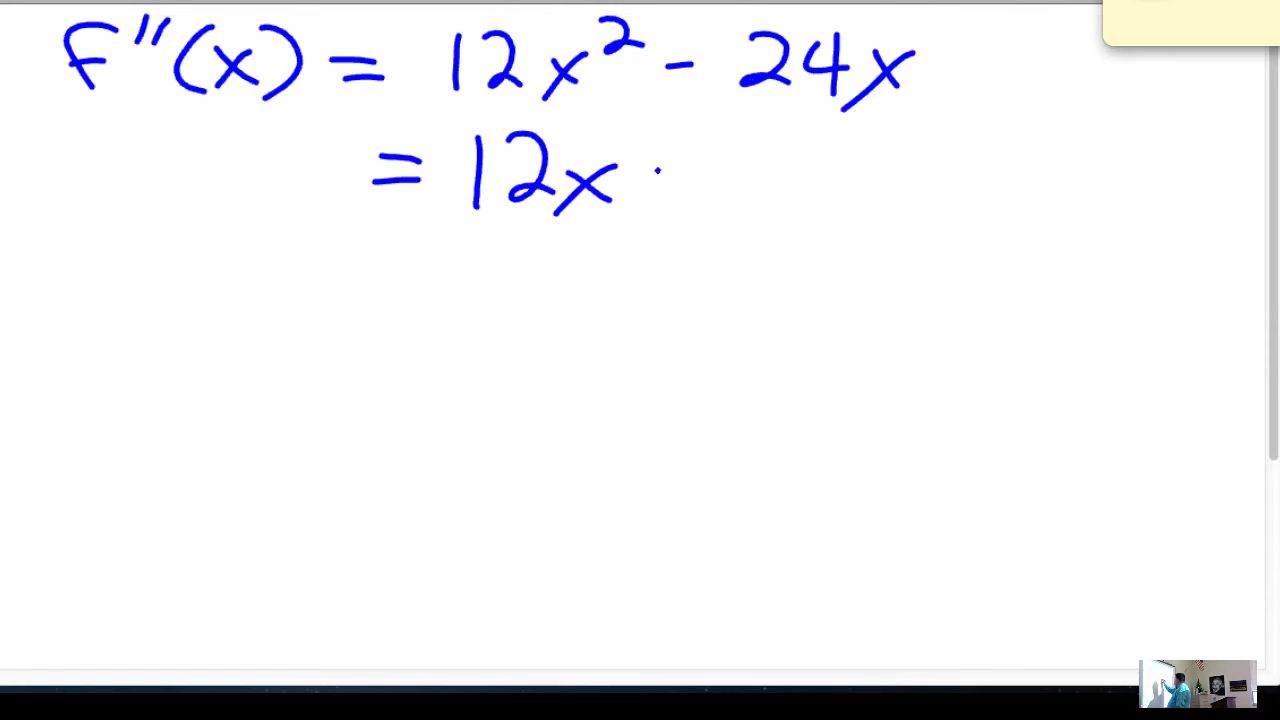 f''(x) = 12x² - 24x
= 12x ·